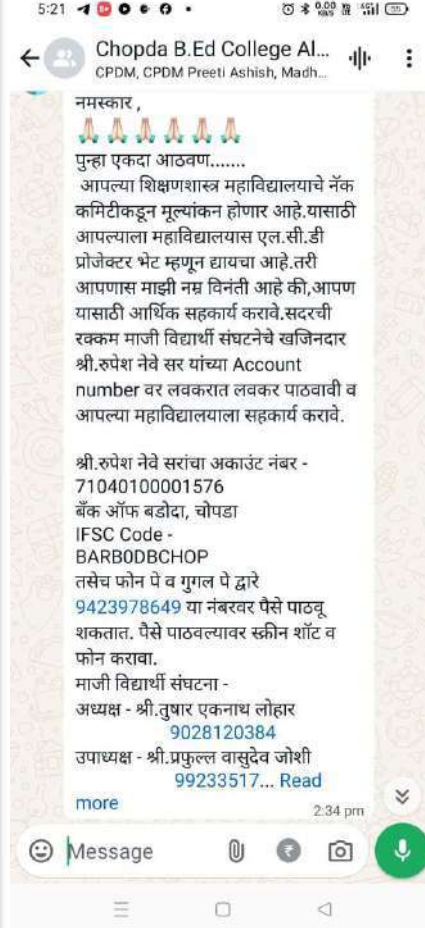 5:21
0.00 KB/S
55
Chopda B.Ed College Al...
CPDM, CPDM Preeti Ashish, Madh...
नमस्कार ,
🙏🏻🙏🏻🙏🏻🙏🏻🙏🏻🙏🏻
पुन्हा एकदा आठवण.......
आपल्या शिक्षणशास्त्र महाविद्यालयाचे नॅक
कमिटीकडून मूल्यांकन होणार आहे.यासाठी
आपल्याला महाविद्यालयास एल.सी.डी
प्रोजेक्टर भेट म्हणून द्यायचा आहे.तरी
आपणास माझी नम्र विनंती आहे की,आपण
यासाठी आर्थिक सहकार्य करावे.सदरची
रक्कम माजी विद्यार्थी संघटनेचे खजिनदार
श्री.रुपेश नेवे सर यांच्या Account
number वर लवकरात लवकर पाठवावी व
आपल्या महाविद्यालयाला सहकार्य करावे.
श्री.रुपेश नेवे सरांचा अकाउंट नंबर -
71040100001576
बँक ऑफ बडोदा, चोपडा
IFSC Code -
BARB0DBCHOP
तसेच फोन पे व गुगल पे द्वारे
9423978649 या नंबरवर पैसे पाठवू
शकतात. पैसे पाठवल्यावर स्क्रीन शॉट व
फोन करावा.
माजी विद्यार्थी संघटना -
अध्यक्ष - श्री.तुषार एकनाथ लोहार
9028120384
उपाध्यक्ष - श्री.प्रफुल्ल वासुदेव जोशी
99233517... Read
more
2:34 pm
Message